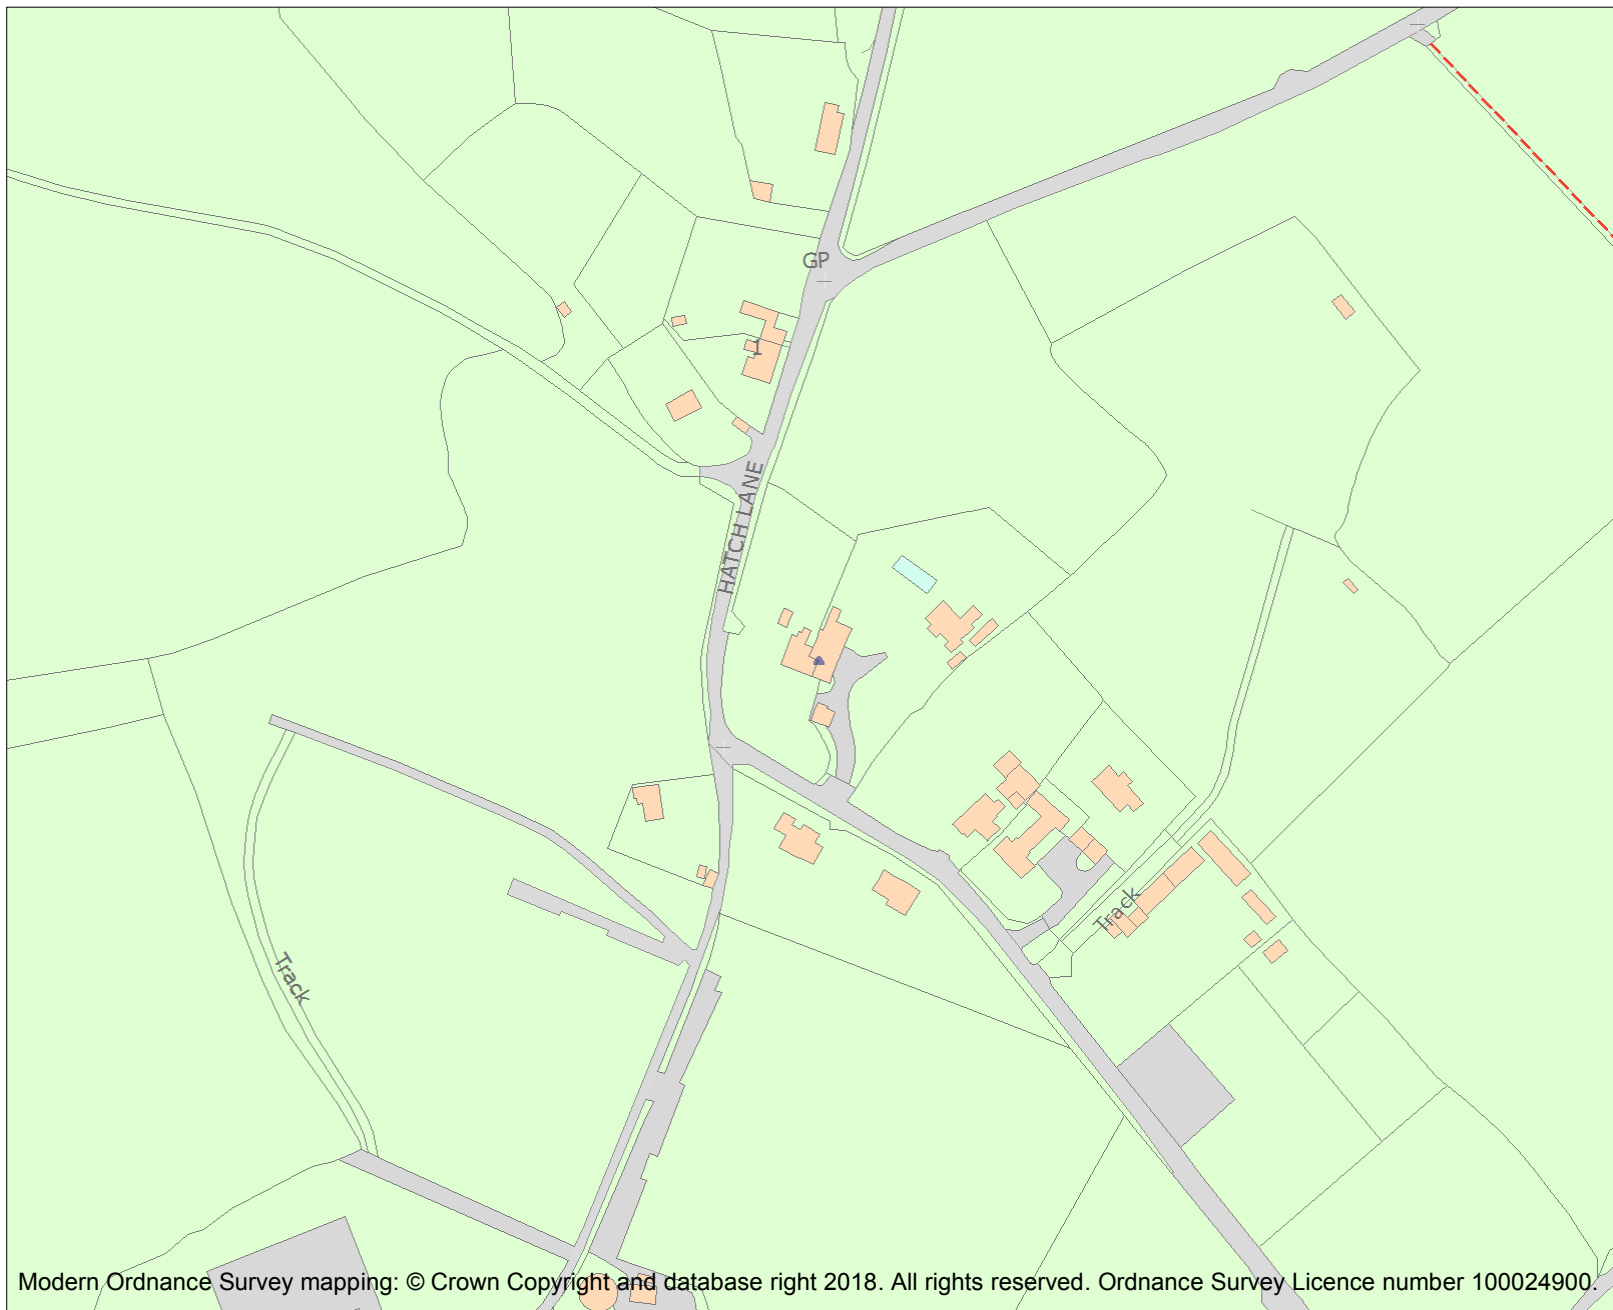 GP
1
HATCH LANE
Track
Track
Modern Ordnance Survey mapping: © Crown Copyright and database right 2018. All rights reserved. Ordnance Survey Licence number 100024900.